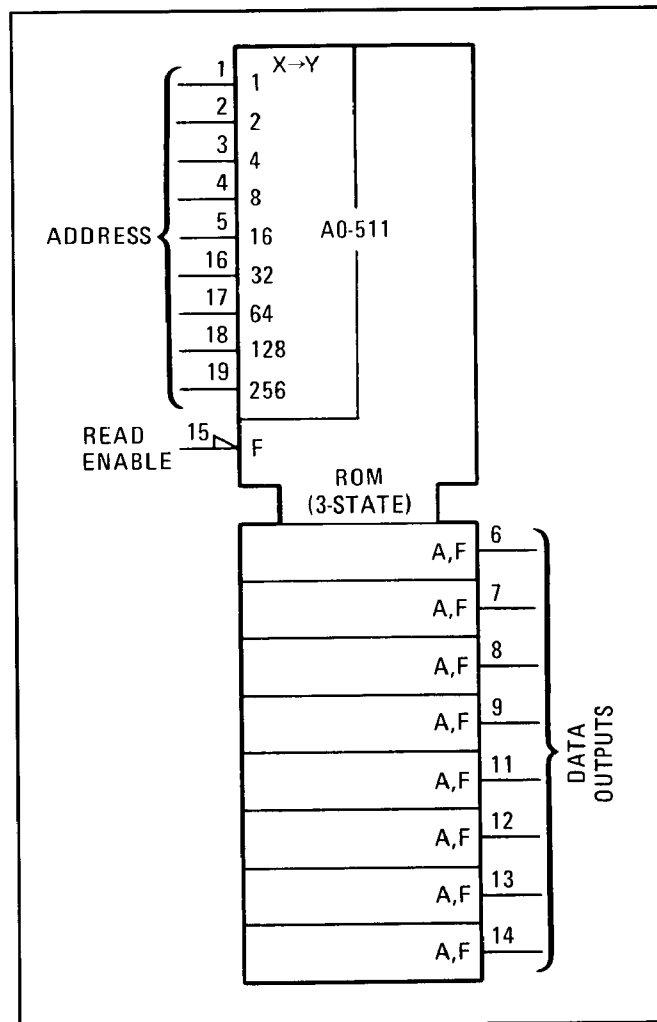 X→Y
1 1
2 2
3 4
4 8
5 16
16 32
17 64
18 128
19 256
ADDRESS
A0-511
READ
ENABLE
15 F
ROM
(3-STATE)
A,F 6
A,F 7
A,F 8
A,F 9
A,F 11
A,F 12
A,F 13
A,F 14
DATA
OUTPUTS